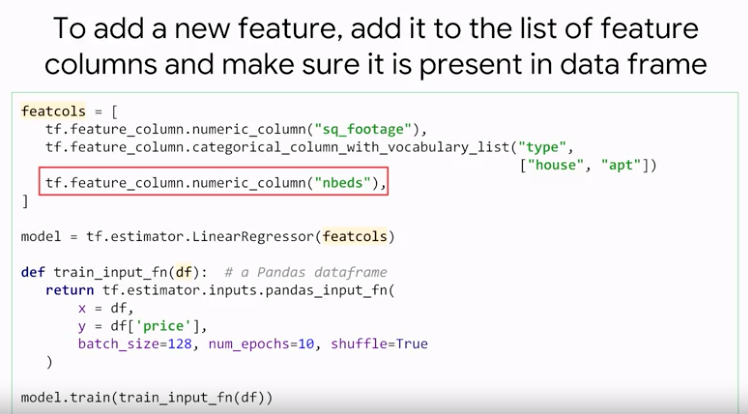 To add a new feature, add it to the list of feature
columns and make sure it is present in data frame
featcols = [
tf.feature_column.numeric_column("sq_footage"),
tf.feature_column.categorical_column_with_vocabulary_list("type",
["house", "apt"])
tf.feature_column.numeric_column("nbeds"),
]
model = tf.estimator.LinearRegressor(featcols)
def train_input_fn(df): # a Pandas dataframe
return tf.estimator.inputs.pandas_input_fn(
x = df,
y = df['price'],
batch_size=128, num_epochs=10, shuffle=True
)
model.train(train_input_fn(df))